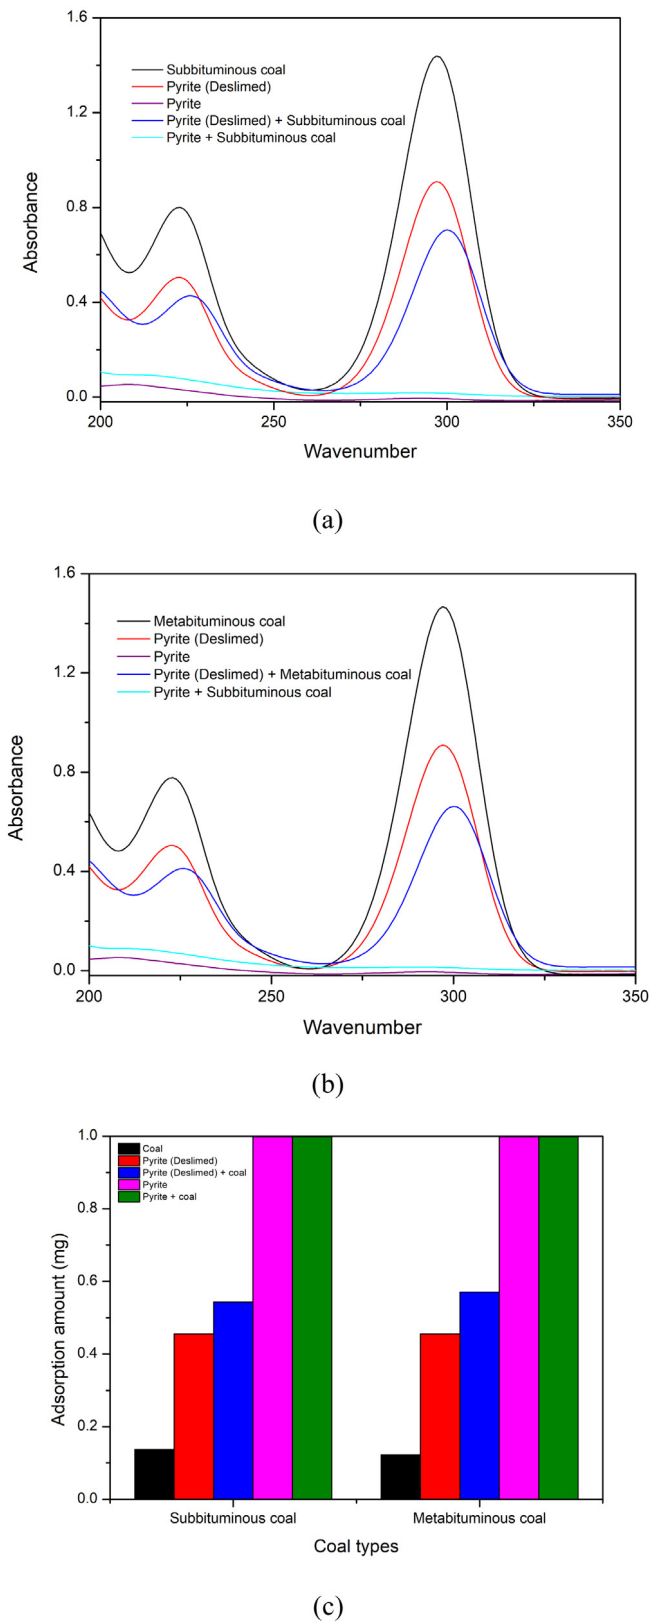 1.6
1.2
0.8
0.4
0.0
Absorbance
Subbituminous coal
Pyrite (Deslimed)
Pyrite
Pyrite (Deslimed) + Subbituminous coal
Pyrite + Subbituminous coal
200
250
300
350
Wavenumber
(a)
1.6
1.2
0.8
0.4
0.0
Absorbance
Metabituminous coal
Pyrite (Deslimed)
Pyrite
Pyrite (Deslimed) + Metabituminous coal
Pyrite + Subbituminous coal
200
250
300
350
Wavenumber
(b)
1.0
0.8
0.6
0.4
0.2
0.0
Adsorption amount (mg)
Coal
Pyrite (Deslimed)
Pyrite (Deslimed) + coal
Pyrite
Pyrite + coal
Subbituminous coal
Metabituminous coal
Coal types
(c)